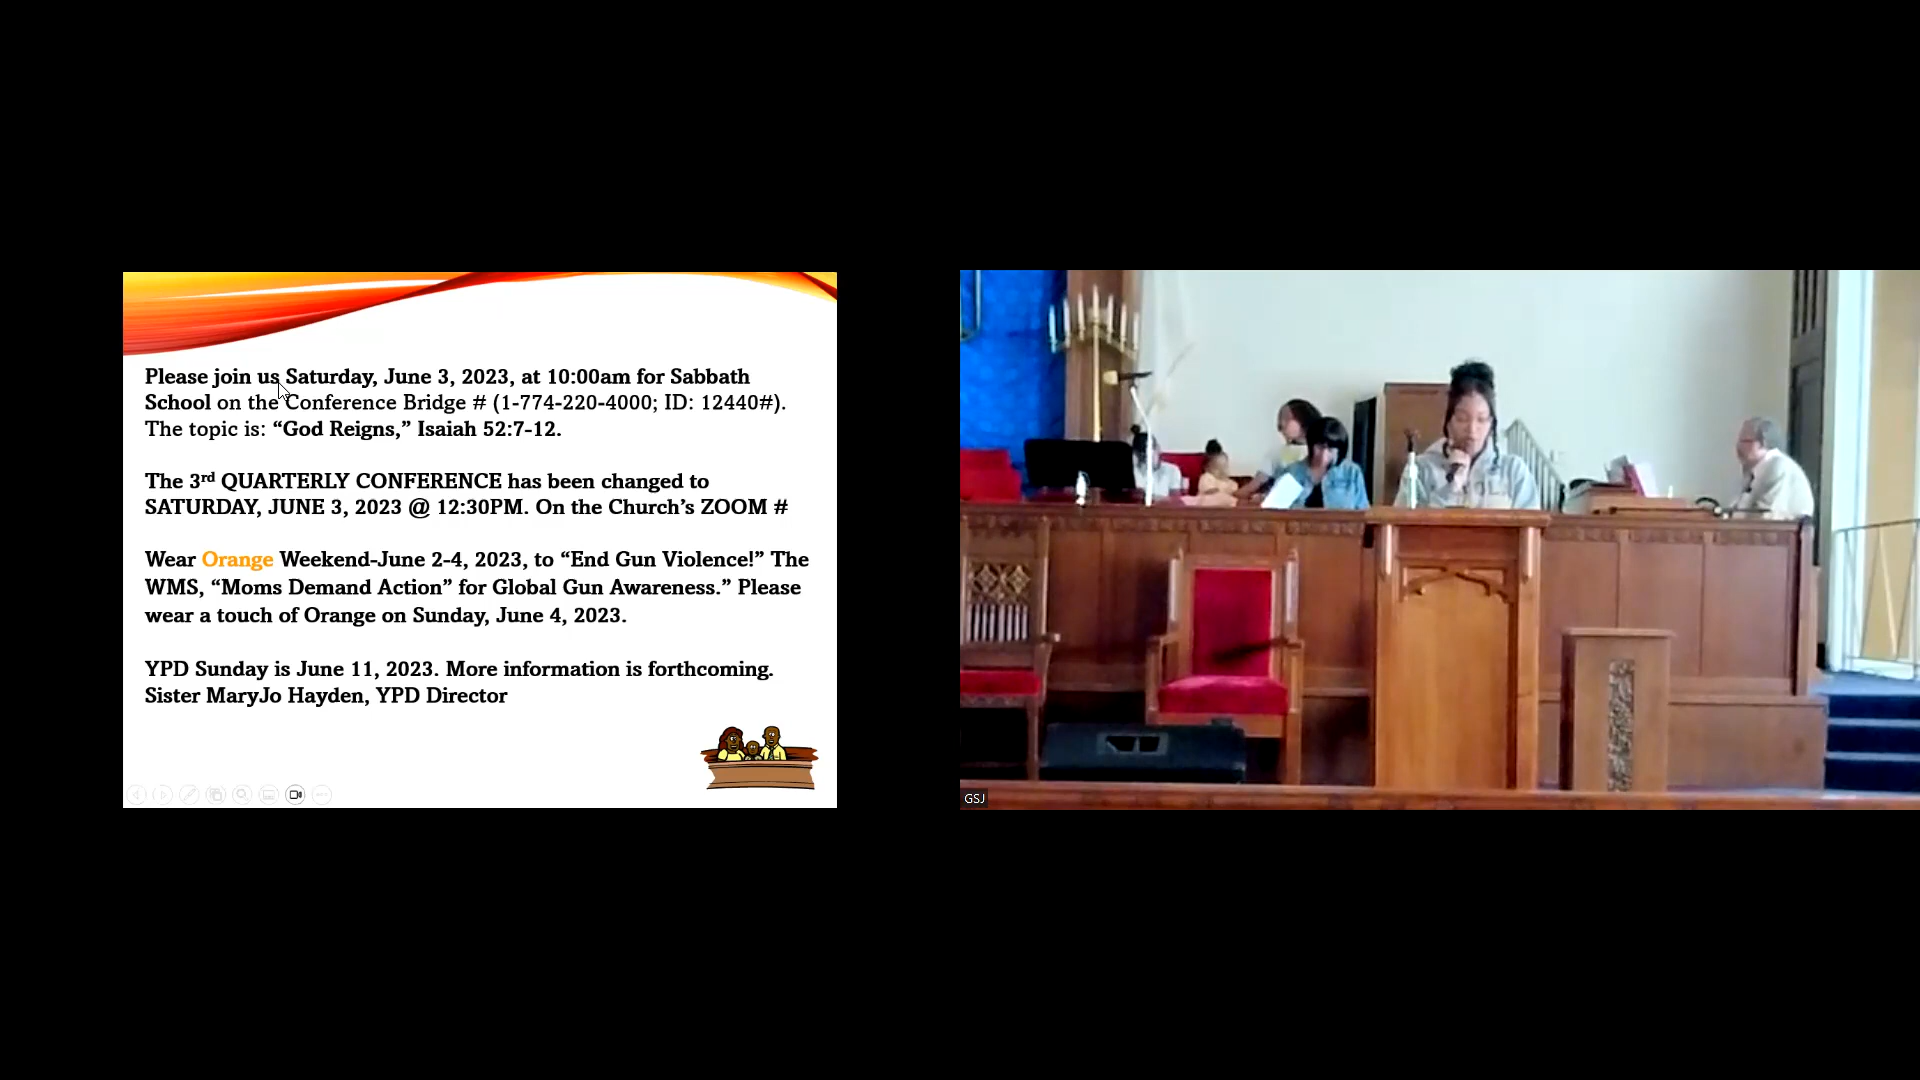 Please join us Saturday, June 3, 2023, at 10:00am for Sabbath
School on the Conference Bridge # (1-774-220-4000; ID: 12440#).
The topic is: “God Reigns,” Isaiah 52:7-12.
The 3rd QUARTERLY CONFERENCE has been changed to
SATURDAY, JUNE 3, 2023 @ 12:30PM. On the Church’s ZOOM #
Wear Orange Weekend-June 2-4, 2023, to “End Gun Violence!” The
WMS, “Moms Demand Action” for Global Gun Awareness.” Please
wear a touch of Orange on Sunday, June 4, 2023.
YPD Sunday is June 11, 2023. More information is forthcoming.
Sister MaryJo Hayden, YPD Director
GSJ